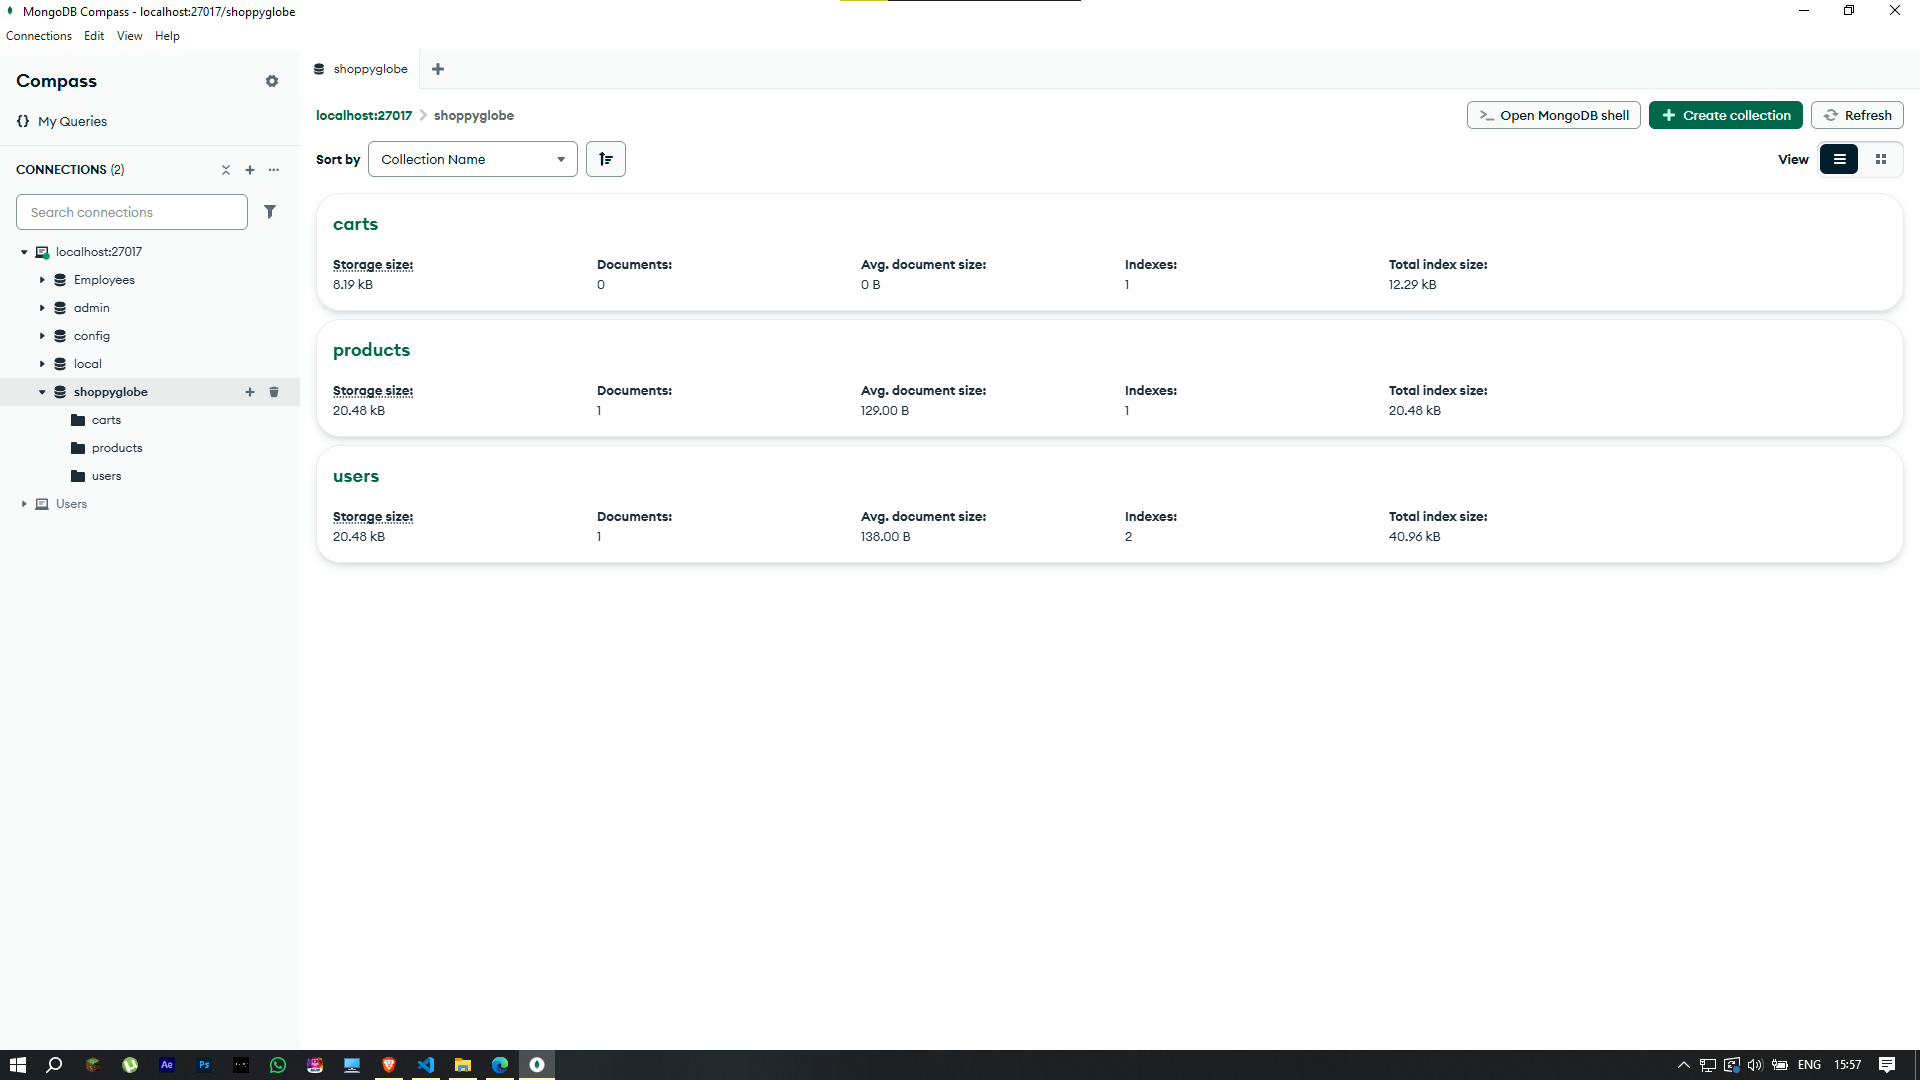 MongoDB Compass - localhost:27017/shoppyglobe
Connections Edit View Help
Compass
{} My Queries
CONNECTIONS (2)
Search connections
localhost:27017
Employees
admin
config
local
shoppyglobe
carts
products
users
Users
shoppyglobe
localhost:27017 > shoppyglobe
>_ Open MongoDB shell
Create collection
Refresh
Sort by Collection Name
View
carts
Storage size: Documents: Avg. document size: Indexes: Total index size:
8.19 kB 0 0 B 1 12.29 kB
products
Storage size: Documents: Avg. document size: Indexes: Total index size:
20.48 kB 1 129.00 B 1 20.48 kB
users
Storage size: Documents: Avg. document size: Indexes: Total index size:
20.48 kB 1 138.00 B 2 40.96 kB
Ae Ps ENG 15:57